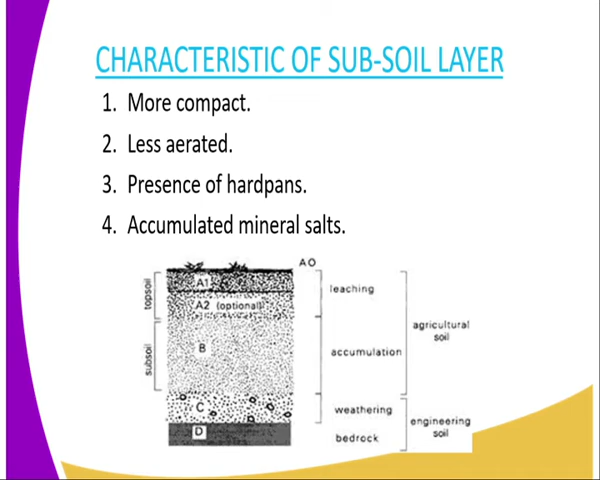 CHARACTERISTIC OF SUB-SOIL LAYER
1. More compact.
2. Less aerated.
3. Presence of hardpans.
4. Accumulated mineral salts.
AO
topsoil
A1
leaching
A2 (optional)
agricultural
soil
subsoil
B
accumulation
C
weathering
engineering
soil
D
bedrock